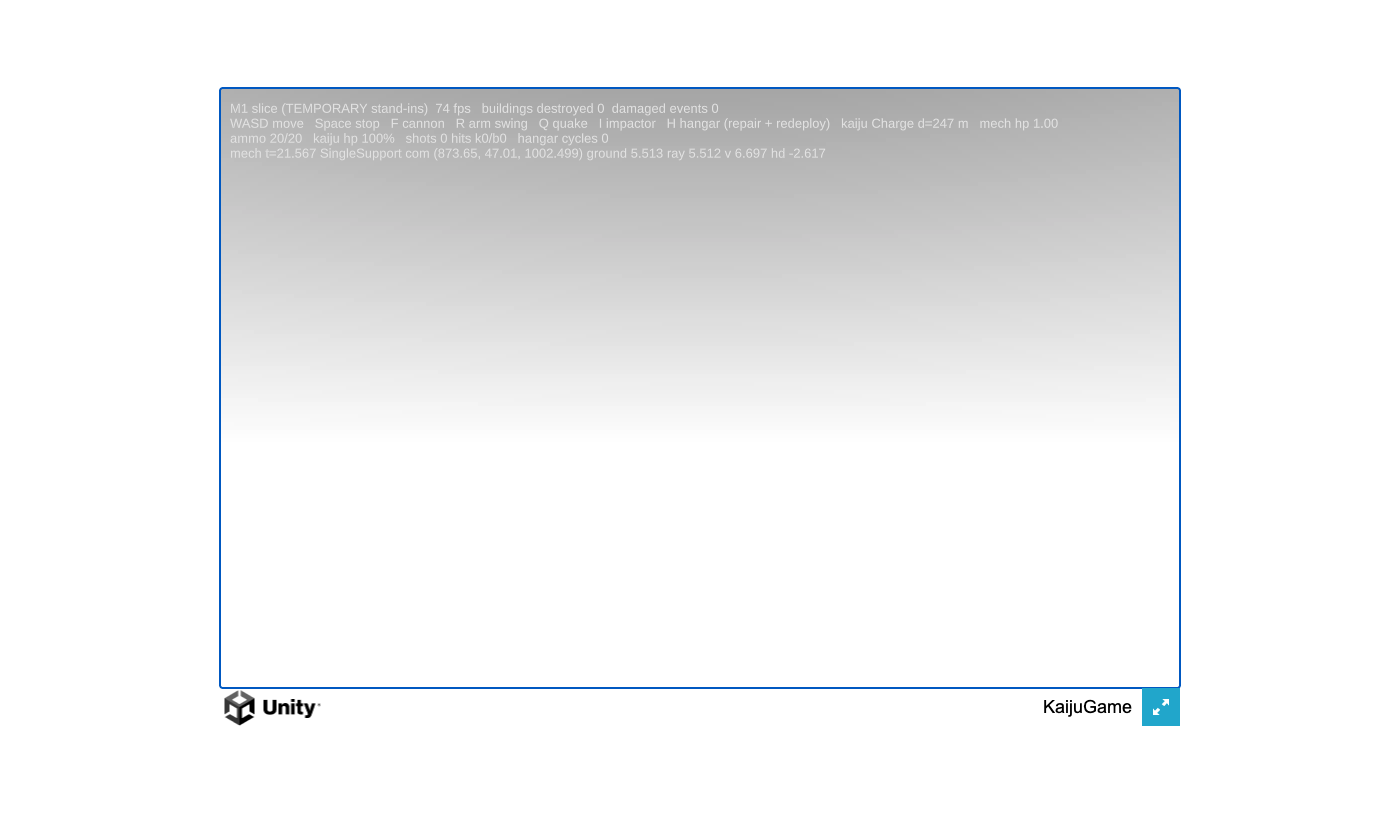 M1 slice (TEMPORARY stand-ins)  74 fps   buildings destroyed 0  damaged events 0
WASD move   Space stop   F cannon   R arm swing   Q quake   I impactor   H hangar (repair + redeploy)   kaiju Charge d=247 m   mech hp 1.00
ammo 20/20   kaiju hp 100%   shots 0 hits k0/b0   hangar cycles 0
mech t=21.567 SingleSupport com (873.65, 47.01, 1002.499) ground 5.513 ray 5.512 v 6.697 hd -2.617
Unity
KaijuGame